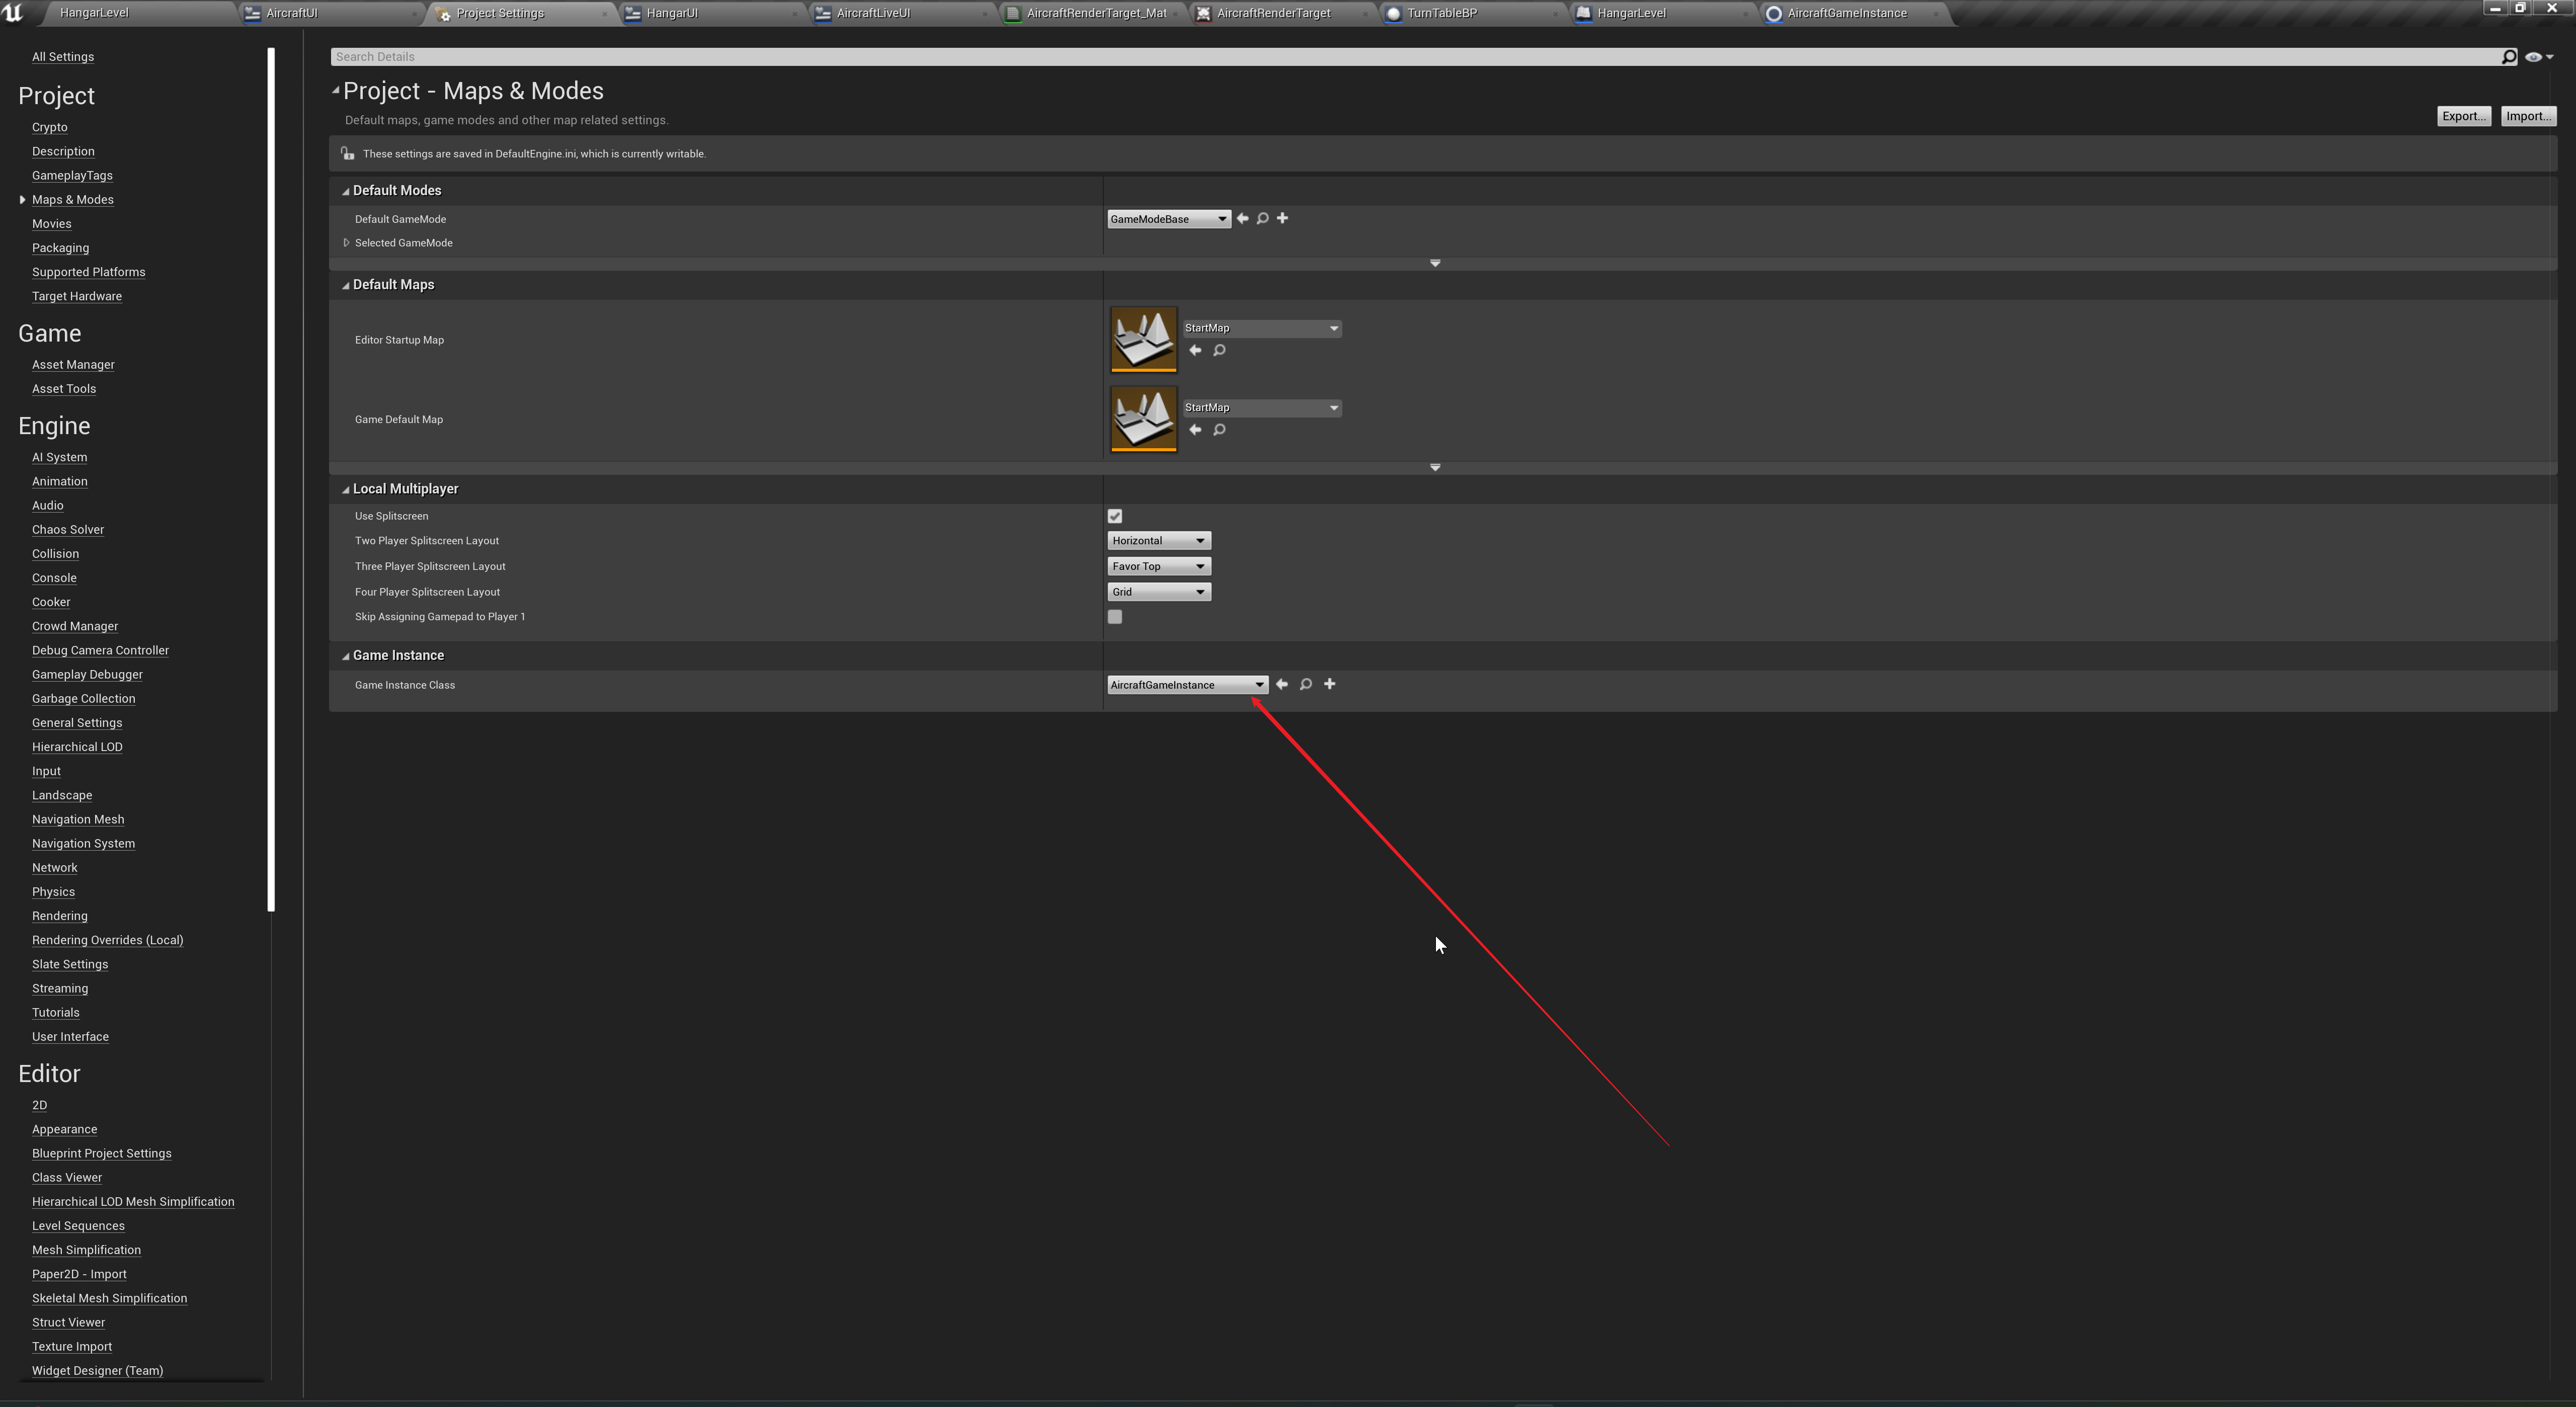 HangarLevel
AircraftUI
Project Settings
HangarUI
AircraftLiveUI
AircraftRenderTarget_Mat
AircraftRenderTarget
TurnTableBP
HangarLevel
AircraftGameInstance
All Settings
Project
Crypto
Description
GameplayTags
Maps & Modes
Movies
Packaging
Supported Platforms
Target Hardware
Game
Asset Manager
Asset Tools
Engine
AI System
Animation
Audio
Chaos Solver
Collision
Console
Cooker
Crowd Manager
Debug Camera Controller
Gameplay Debugger
Garbage Collection
General Settings
Hierarchical LOD
Input
Landscape
Navigation Mesh
Navigation System
Network
Physics
Rendering
Rendering Overrides (Local)
Slate Settings
Streaming
Tutorials
User Interface
Editor
2D
Appearance
Blueprint Project Settings
Class Viewer
Hierarchical LOD Mesh Simplification
Level Sequences
Mesh Simplification
Paper2D - Import
Skeletal Mesh Simplification
Struct Viewer
Texture Import
Widget Designer (Team)
Search Details
Project - Maps & Modes
Default maps, game modes and other map related settings.
Export...
Import...
These settings are saved in DefaultEngine.ini, which is currently writable.
Default Modes
Default GameMode
GameModeBase
Selected GameMode
Default Maps
Editor Startup Map
StartMap
Game Default Map
StartMap
Local Multiplayer
Use Splitscreen
Two Player Splitscreen Layout
Horizontal
Three Player Splitscreen Layout
Favor Top
Four Player Splitscreen Layout
Grid
Skip Assigning Gamepad to Player 1
Game Instance
Game Instance Class
AircraftGameInstance